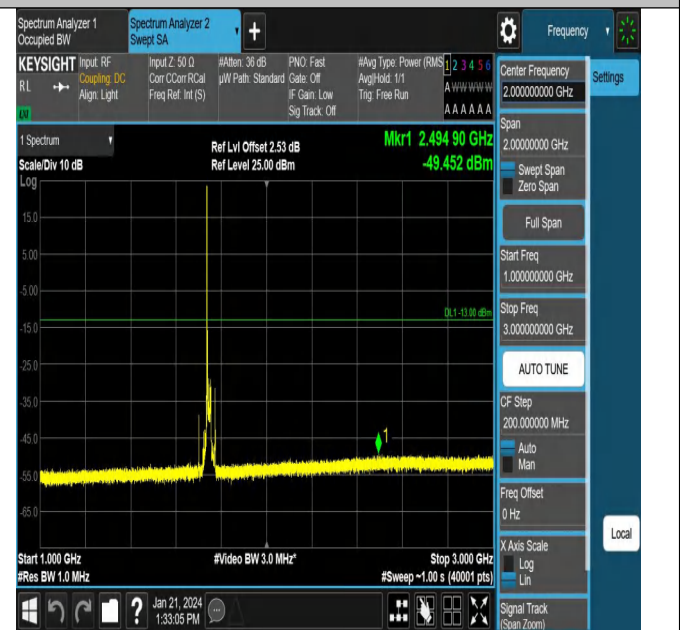 Spectrum Analyzer 1
Occupied BW
Spectrum Analyzer 2
Swept SA
+
Frequency
KEYSIGHT
RL
LXI
Input: RF
Coupling: DC
Align: Light
Input Z: 50 Ω
Corr CCorr RCal
Freq Ref: Int (S)
#Atten: 36 dB
µW Path: Standard
PNO: Fast
Gate: Off
IF Gain: Low
Sig Track: Off
#Avg Type: Power (RMS
Avg|Hold: 1/1
Trig: Free Run
1 2 3 4 5 6
A W W W W W
A A A A A A
1 Spectrum
Scale/Div 10 dB
Ref Lvl Offset 2.53 dB
Ref Level 25.00 dBm
Mkr1 2.494 90 GHz
-49.452 dBm
Log
15.0
5.00
-5.00
-15.0
-25.0
-35.0
-45.0
-55.0
-65.0
DL1 -13.00 dBm
1
Start 1.000 GHz
#Res BW 1.0 MHz
#Video BW 3.0 MHz*
Stop 3.000 GHz
#Sweep ~1.00 s (40001 pts)
Center Frequency
2.000000000 GHz
Settings
Span
2.00000000 GHz
Swept Span
Zero Span
Full Span
Start Freq
1.000000000 GHz
Stop Freq
3.000000000 GHz
AUTO TUNE
CF Step
200.000000 MHz
Auto
Man
Freq Offset
0 Hz
X Axis Scale
Log
Lin
Signal Track
(Span Zoom)
Local
?
Jan 21, 2024
1:33:05 PM